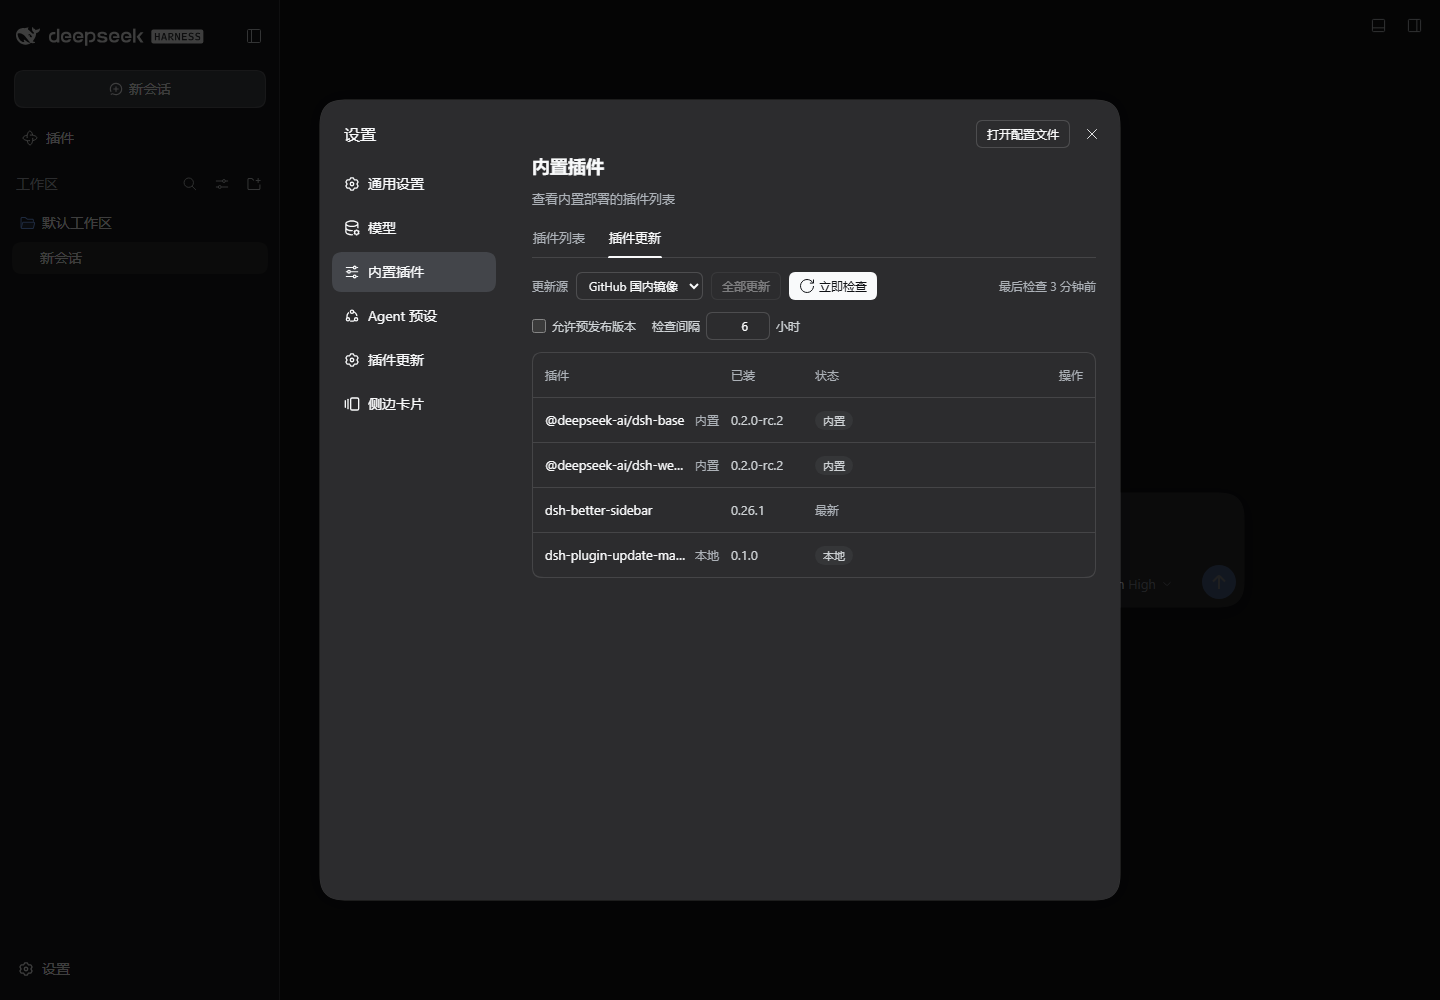 deepseek HARNESS
新会话
插件
工作区
默认工作区
新会话
设置
设置
打开配置文件
通用设置
模型
内置插件
Agent 预设
插件更新
侧边卡片
内置插件
查看内置部署的插件列表
插件列表 插件更新
更新源 GitHub 国内镜像 全部更新 立即检查 最后检查 3 分钟前
允许预发布版本 检查间隔 6 小时
插件 已装 状态 操作
@deepseek-ai/dsh-base 内置 0.2.0-rc.2 内置
@deepseek-ai/dsh-we... 内置 0.2.0-rc.2 内置
dsh-better-sidebar 0.26.1 最新
dsh-plugin-update-ma... 本地 0.1.0 本地
High